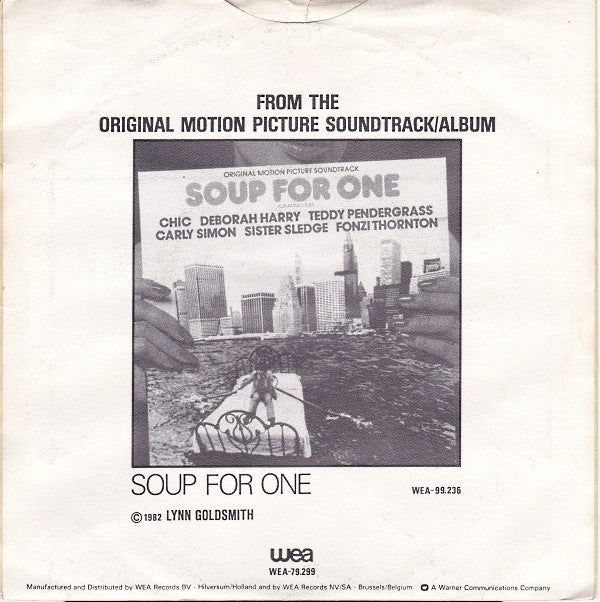 FROM THE
ORIGINAL MOTION PICTURE SOUNDTRACK/ALBUM
ORIGINAL MOTION PICTURE SOUNDTRACK
SOUP FOR ONE
CHIC DEBORAH HARRY TEDDY PENDERGRASS
CARLY SIMON SISTER SLEDGE FONZI THORNTON
SOUP FOR ONE
WEA-99.236
©1982 LYNN GOLDSMITH
wea
WEA-79.299
Manufactured and Distributed by WEA Records BV - Hilversum/Holland and by WEA Records NV/SA - Brussels/Belgium A Warner Communications Company